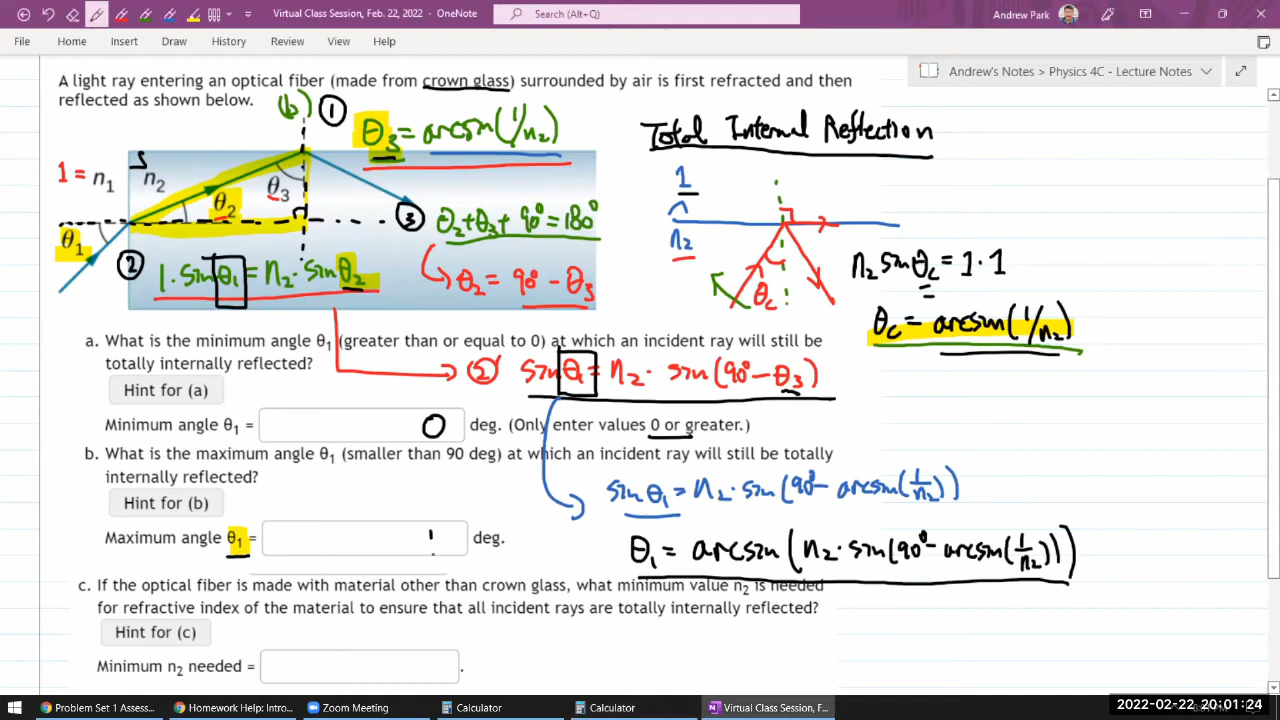 Virtual Class Session, Feb. 22, 2022 - OneNote
Search (Alt+Q)
Andrew Park
File Home Insert Draw History Review View Help
A light ray entering an optical fiber (made from crown glass) surrounded by air is first refracted and then
reflected as shown below.
Andrew's Notes > Physics 4C - Lecture Notes
(b) ① θ₃ = arcsin(1/n₂)
Total Internal Reflection
1 = n₁
n₂
θ₃
θ₂
θ₁
③ θ₂+θ₃+90°=180°
② 1·sinθ₁ = n₂·sinθ₂
θ₂ = 90° - θ₃
1
n₂
θc
n₂ sinθc = 1·1
θc = arcsin(1/n₂)
a. What is the minimum angle θ₁ (greater than or equal to 0) at which an incident ray will still be
totally internally reflected?
② sinθ₁ = n₂· sin(90°-θ₃)
Hint for (a)
Minimum angle θ₁ = 0 deg. (Only enter values 0 or greater.)
b. What is the maximum angle θ₁ (smaller than 90 deg) at which an incident ray will still be totally
internally reflected?
sinθ₁ = n₂·sin(90°- arcsin(1/n₂))
Hint for (b)
Maximum angle θ₁ = deg.
θ₁ = arcsin(n₂·sin(90°-arcsin(1/n₂)))
c. If the optical fiber is made with material other than crown glass, what minimum value n₂ is needed
for refractive index of the material to ensure that all incident rays are totally internally reflected?
Hint for (c)
Minimum n₂ needed = .
Problem Set 1 Assess... Homework Help: Intro... Zoom Meeting Calculator Calculator Virtual Class Session, F... 2022-02-22 20:01:24